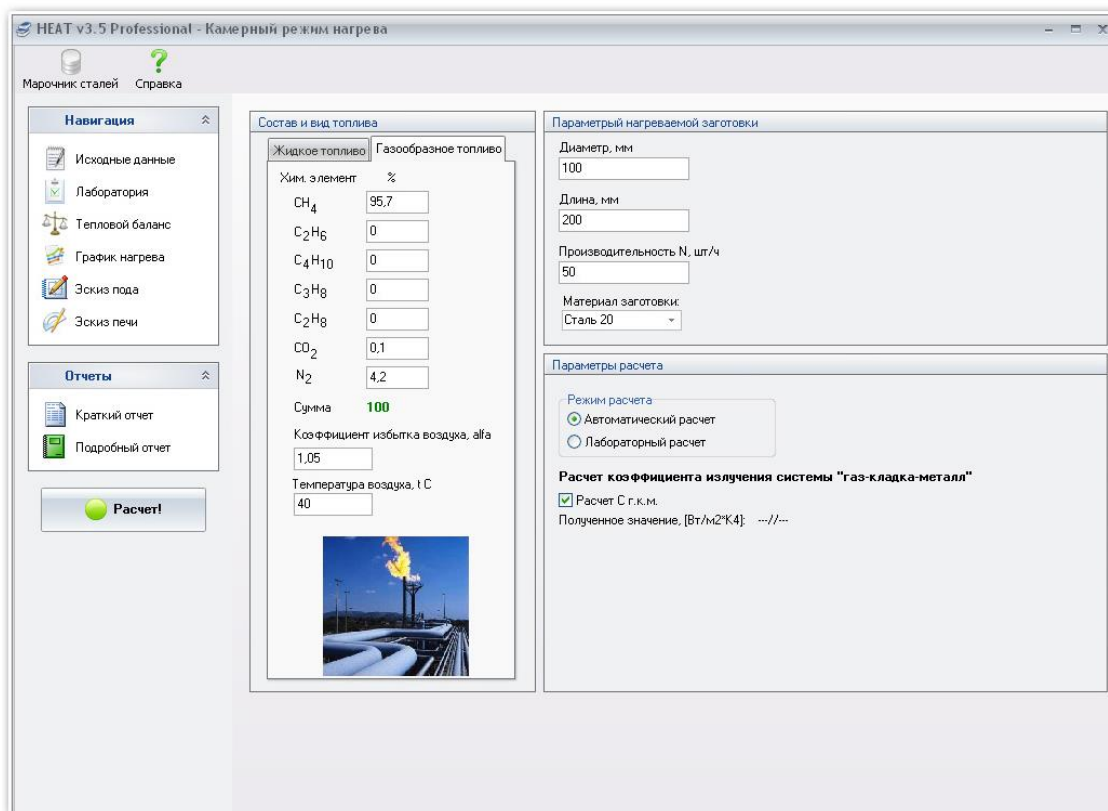 HEAT v3.5 Professional - Камерный режим нагрева
Марочник сталей Справка
Навигация
Исходные данные
Лаборатория
Тепловой баланс
График нагрева
Эскиз пода
Эскиз печи
Отчеты
Краткий отчет
Подробный отчет
Расчет!
Состав и вид топлива
Жидкое топливо Газообразное топливо
Хим. элемент %
CH4 95,7
C2H6 0
C4H10 0
C3H8 0
C2H8 0
CO2 0,1
N2 4,2
Сумма 100
Коэффициент избытка воздуха, alfa
1,05
Температура воздуха, t C
40
Параметрый нагреваемой заготовки
Диаметр, мм
100
Длина, мм
200
Производительность N, шт/ч
50
Материал заготовки:
Сталь 20
Параметры расчета
Режим расчета
Автоматический расчет
Лабораторный расчет
Расчет коэффициента излучения системы "газ-кладка-металл"
Расчет С г.к.м.
Полученное значение, [Вт/м2*К4]: ---//---